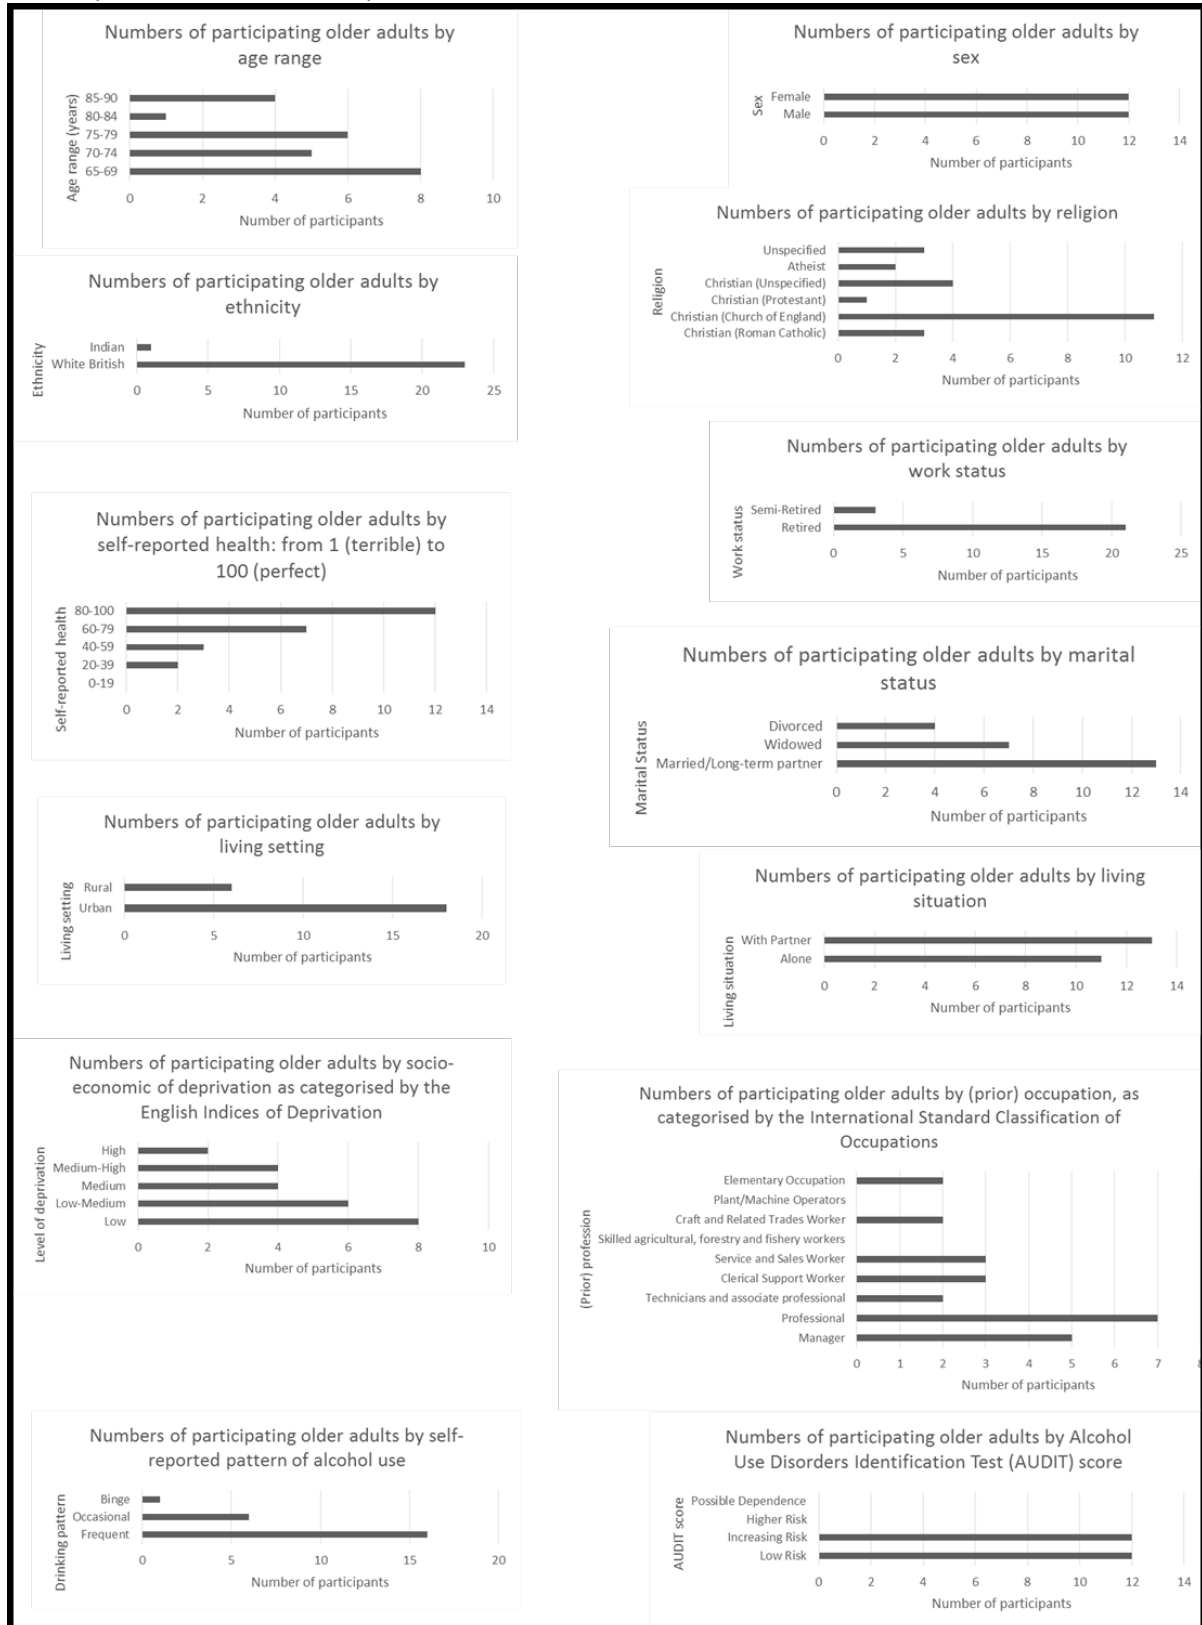 Numbers of participating older adults by
age range
Age range (years)
85-90
80-84
75-79
70-74
65-69
0 2 4 6 8 10
Number of participants
Numbers of participating older adults by
sex
Sex
Female
Male
0 2 4 6 8 10 12 14
Number of participants
Numbers of participating older adults by
ethnicity
Ethnicity
Indian
White British
0 5 10 15 20 25
Number of participants
Numbers of participating older adults by religion
Religion
Unspecified
Atheist
Christian (Unspecified)
Christian (Protestant)
Christian (Church of England)
Christian (Roman Catholic)
0 2 4 6 8 10 12
Number of participants
Numbers of participating older adults by
work status
Work status
Semi-Retired
Retired
0 5 10 15 20 25
Number of participants
Numbers of participating older adults by
self-reported health: from 1 (terrible) to
100 (perfect)
Self-reported health
80-100
60-79
40-59
20-39
0-19
0 2 4 6 8 10 12 14
Number of participants
Numbers of participating older adults by marital
status
Marital Status
Divorced
Widowed
Married/Long-term partner
0 2 4 6 8 10 12 14
Number of participants
Numbers of participating older adults by
living setting
Living setting
Rural
Urban
0 5 10 15 20
Number of participants
Numbers of participating older adults by living
situation
Living situation
With Partner
Alone
0 2 4 6 8 10 12 14
Number of participants
Numbers of participating older adults by socio-
economic of deprivation as categorised by the
English Indices of Deprivation
Level of deprivation
High
Medium-High
Medium
Low-Medium
Low
0 2 4 6 8 10
Number of participants
Numbers of participating older adults by (prior) occupation, as
categorised by the International Standard Classification of
Occupations
(Prior) profession
Elementary Occupation
Plant/Machine Operators
Craft and Related Trades Worker
Skilled agricultural, forestry and fishery workers
Service and Sales Worker
Clerical Support Worker
Technicians and associate professional
Professional
Manager
0 1 2 3 4 5 6 7
Number of participants
Numbers of participating older adults by self-
reported pattern of alcohol use
Drinking pattern
Binge
Occasional
Frequent
0 5 10 15 20
Number of participants
Numbers of participating older adults by Alcohol
Use Disorders Identification Test (AUDIT) score
AUDIT score
Possible Dependence
Higher Risk
Increasing Risk
Low Risk
0 2 4 6 8 10 12 14
Number of participants